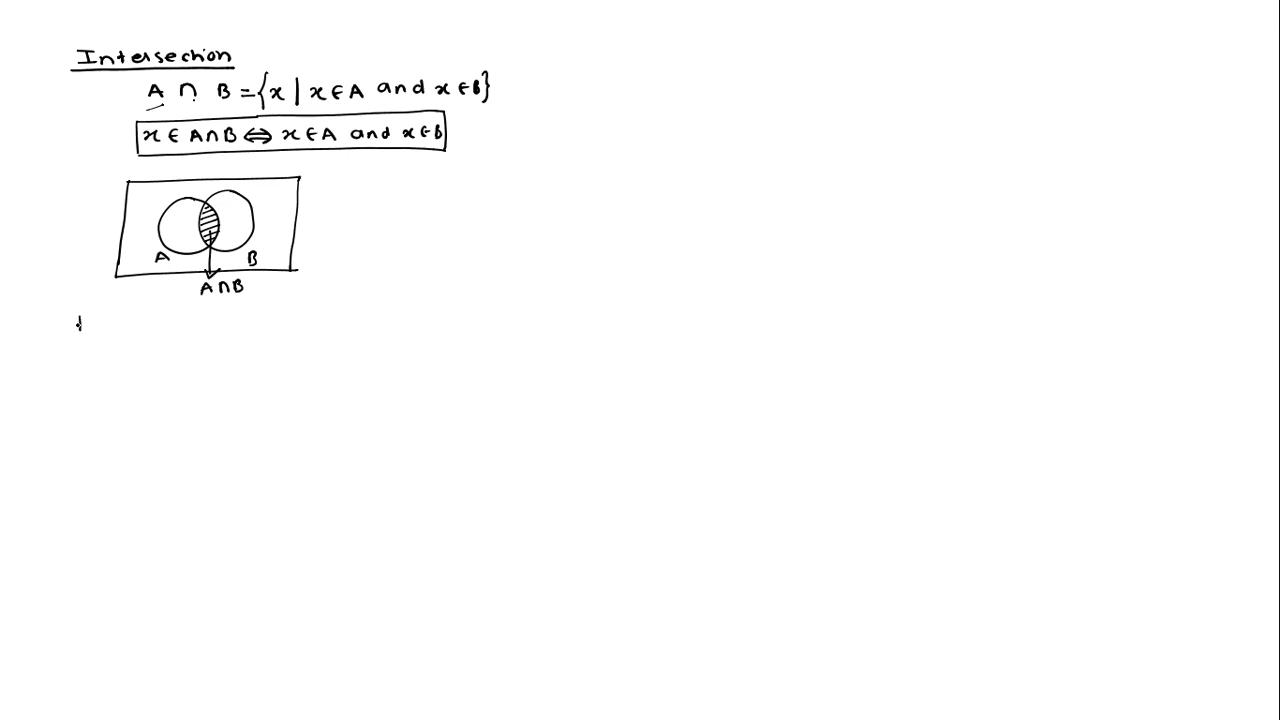 Intersection
A ∩ B = {x | x ∈ A and x ∈ B}
x ∈ A∩B ⇔ x ∈ A and x ∈ B
A B
A∩B